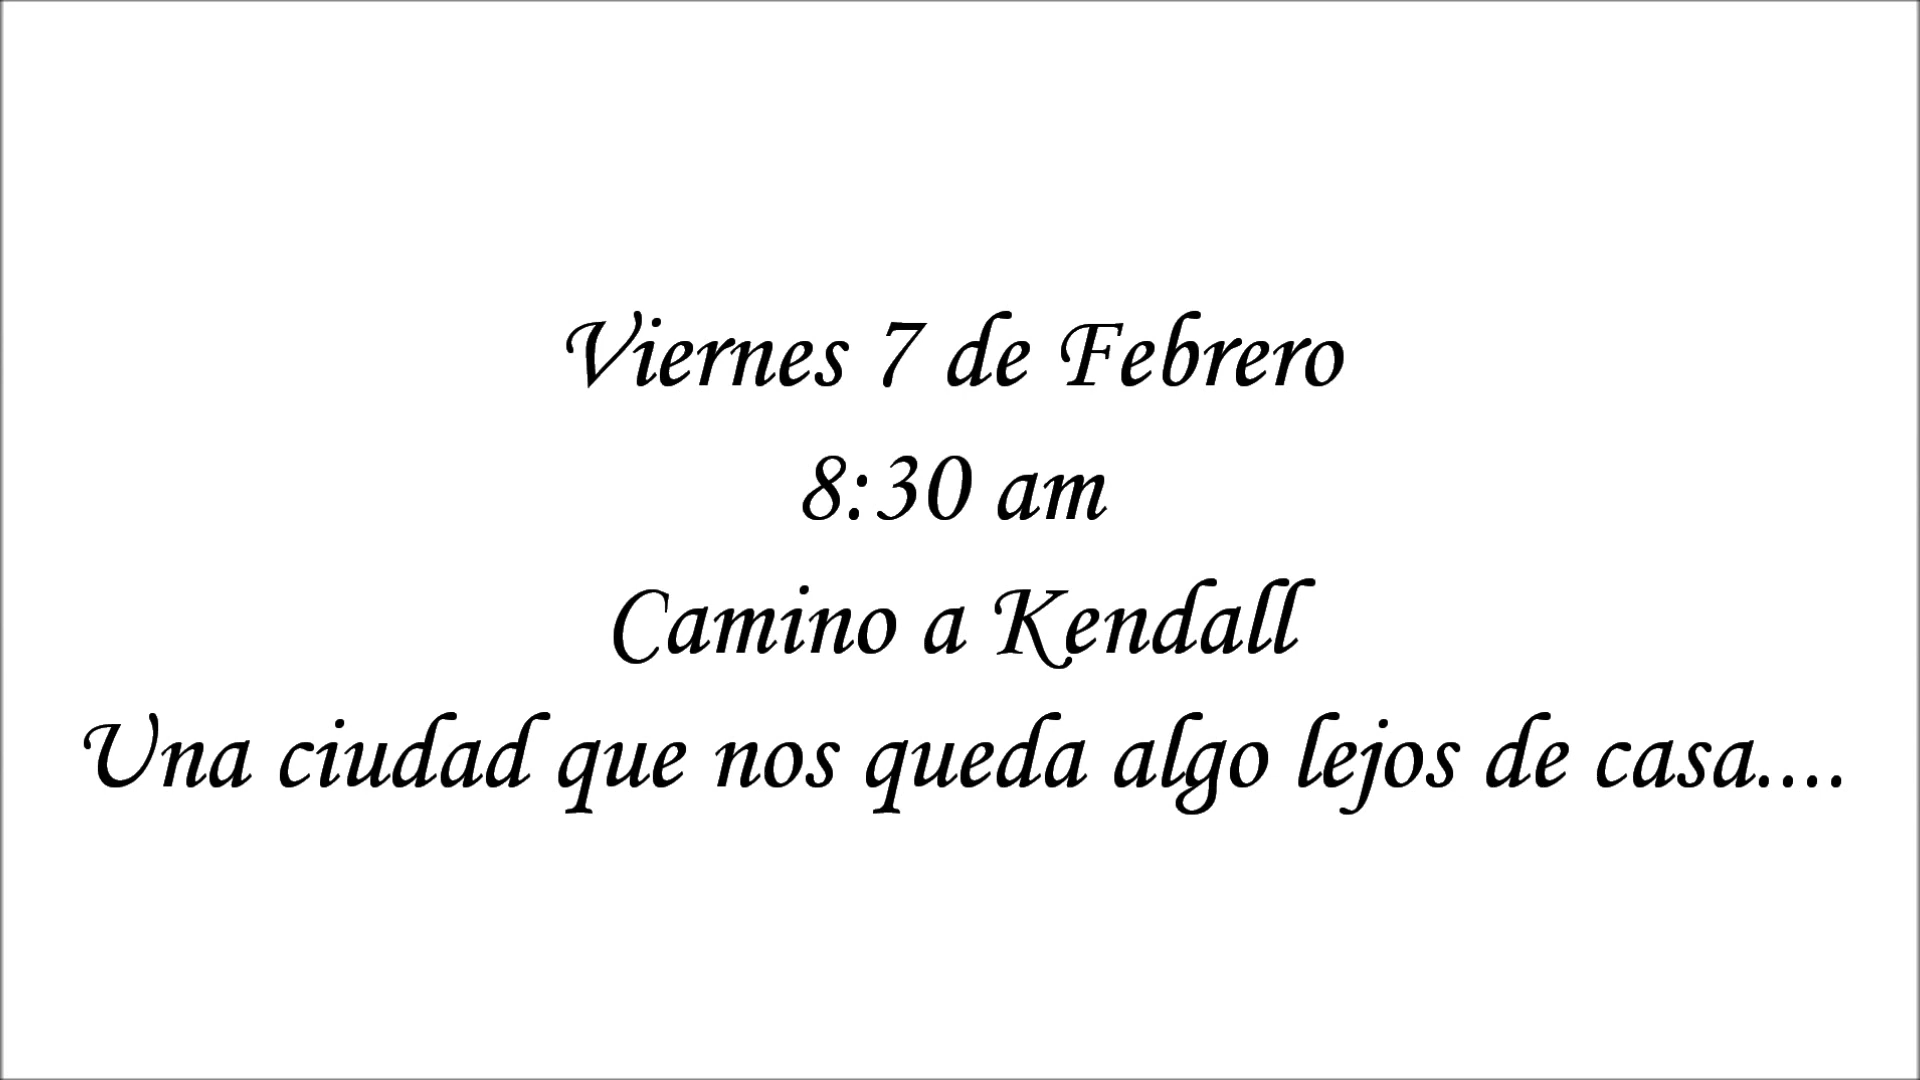 Viernes 7 de Febrero
8:30 am
Camino a Kendall
Una ciudad que nos queda algo lejos de casa....